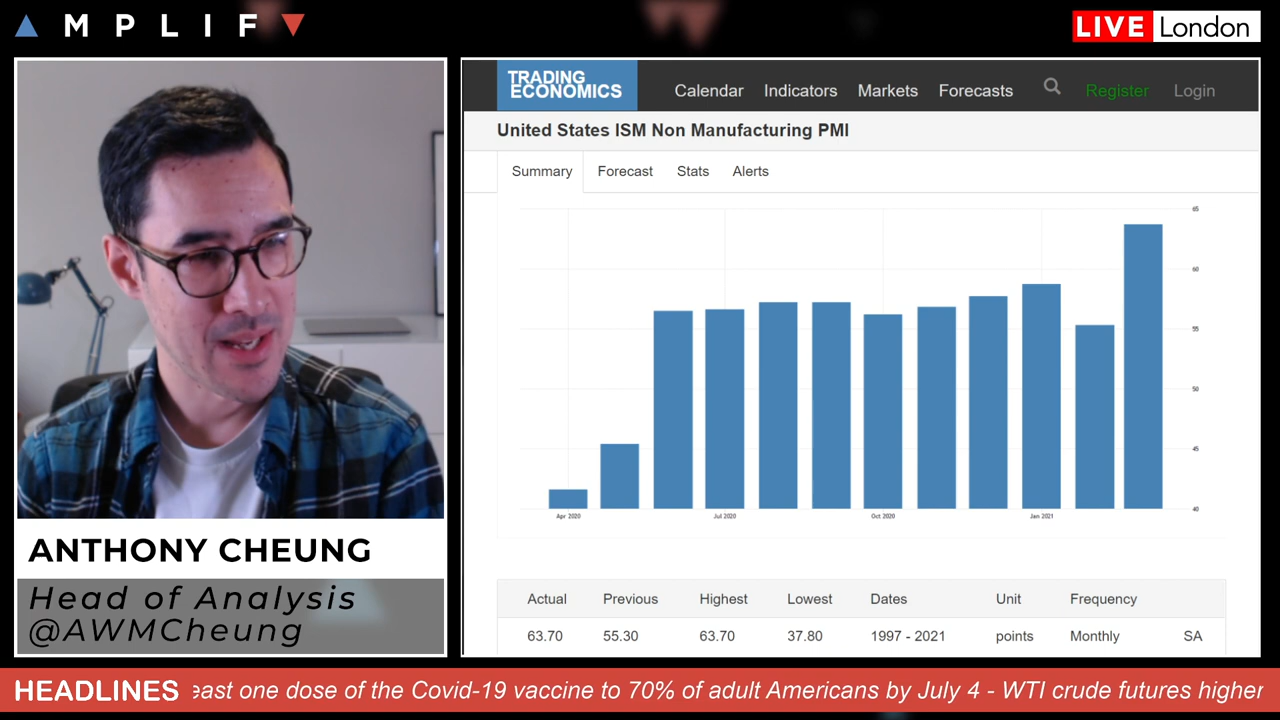 MPLIF
LIVE London
TRADING
ECONOMICS
Calendar Indicators Markets Forecasts Register Login
United States ISM Non Manufacturing PMI
Summary Forecast Stats Alerts
65
60
55
50
45
40
Apr 2020 Jul 2020 Oct 2020 Jan 2021
Actual Previous Highest Lowest Dates Unit Frequency
63.70 55.30 63.70 37.80 1997 - 2021 points Monthly SA
ANTHONY CHEUNG
Head of Analysis
@AWMCheung
HEADLINES east one dose of the Covid-19 vaccine to 70% of adult Americans by July 4 - WTI crude futures higher